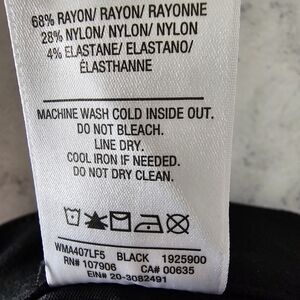 68% RAYON/ RAYON/ RAYONNE
28% NYLON/ NYLON/ NYLON
4% ELASTANE/ ELASTANO/
ÉLASTHANNE
MACHINE WASH COLD INSIDE OUT.
DO NOT BLEACH.
LINE DRY.
COOL IRON IF NEEDED.
DO NOT DRY CLEAN.
WMA407LF5 BLACK 1925900
RN# 107906 CA# 00635
EIN# 20-3082491